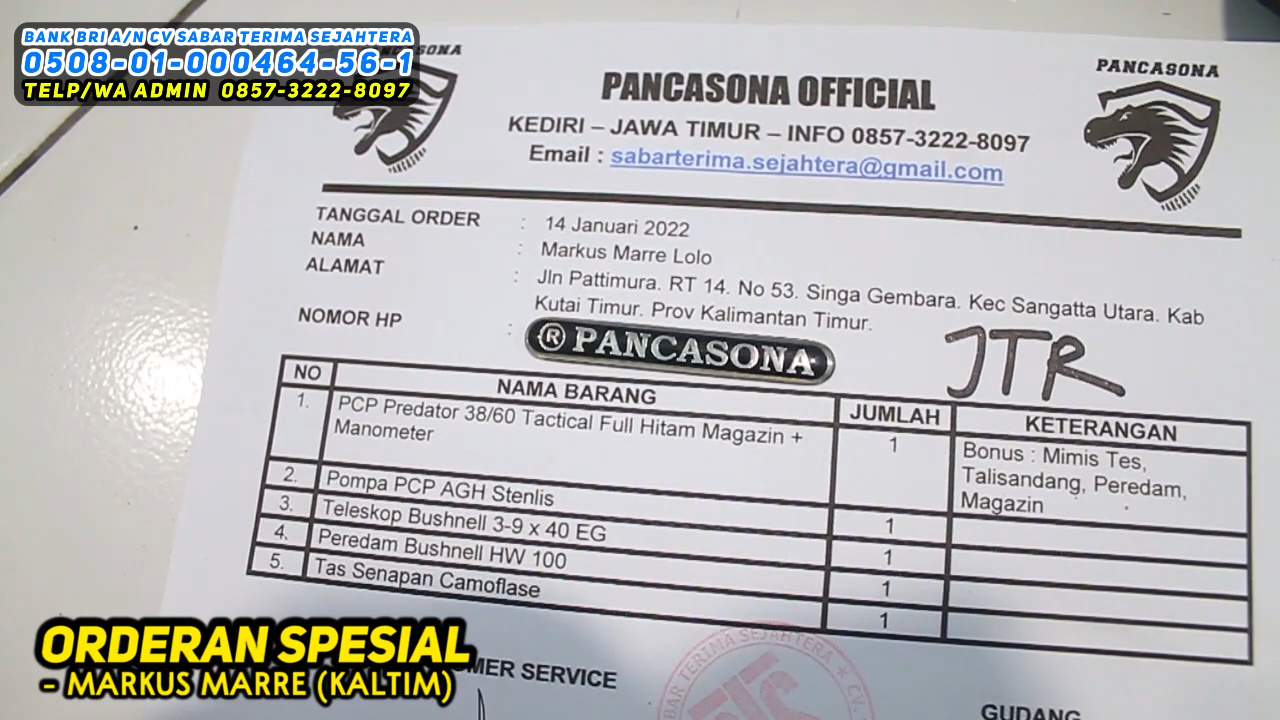 BANK BRI A/N CV SABAR TERIMA SEJAHTERA
0508-01-000464-56-1
TELP/WA ADMIN 0857-3222-8097
PANCASONA
PANCASONA OFFICIAL
KEDIRI – JAWA TIMUR – INFO 0857-3222-8097
Email : sabarterima.sejahtera@gmail.com
PANCASONA
TANGGAL ORDER : 14 Januari 2022
NAMA : Markus Marre Lolo
ALAMAT : Jln Pattimura. RT 14. No 53. Singa Gembara. Kec Sangatta Utara. Kab
Kutai Timur. Prov Kalimantan Timur.
NOMOR HP :
® PANCASONA
JTR
NO NAMA BARANG JUMLAH KETERANGAN
1. PCP Predator 38/60 Tactical Full Hitam Magazin + 1 Bonus : Mimis Tes,
Manometer Talisandang, Peredam,
Magazin
2. Pompa PCP AGH Stenlis 1
3. Teleskop Bushnell 3-9 x 40 EG 1
4. Peredam Bushnell HW 100 1
5. Tas Senapan Camoflase 1
ORDERAN SPESIAL
- MARKUS MARRE (KALTIM)
MER SERVICE
BAR TERIMA SEJAHTERA * CV.
GUDANG